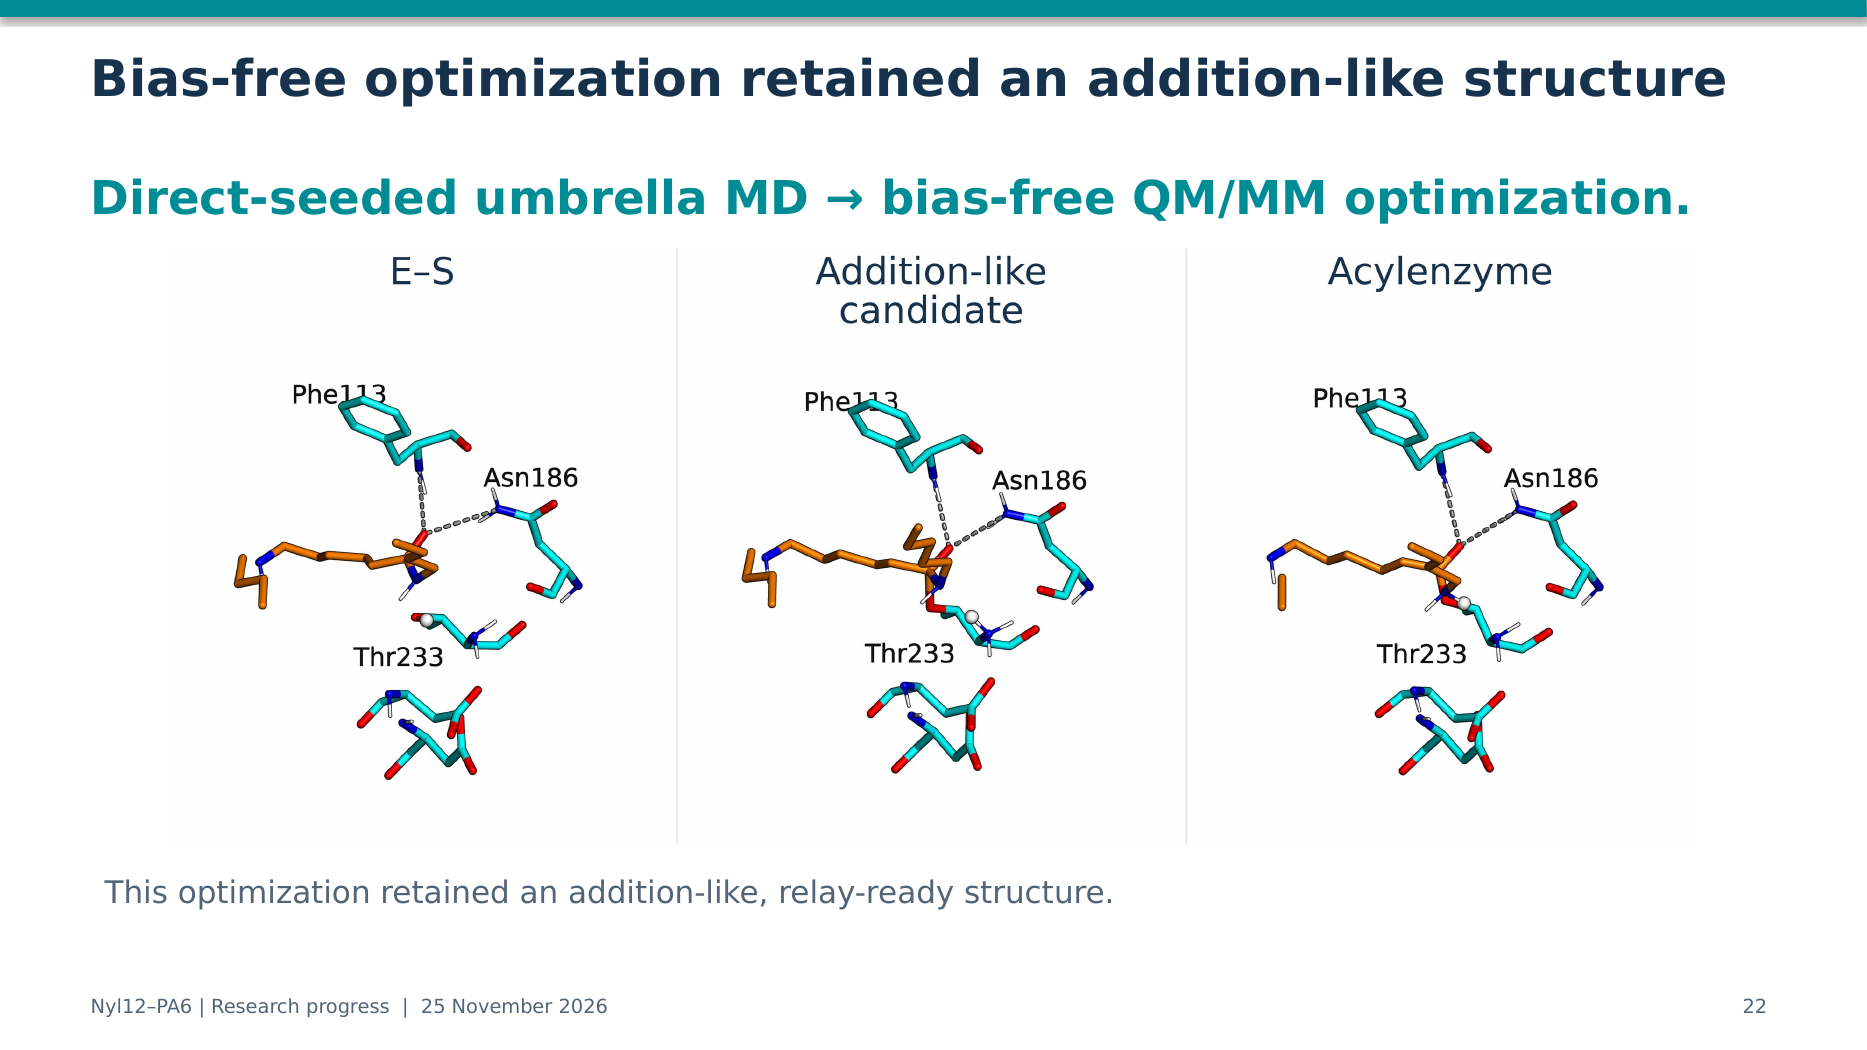 Bias-free optimization retained an addition-like structure
Direct-seeded umbrella MD → bias-free QM/MM optimization.
E–S
Addition-like
candidate
Acylenzyme
Phe113
Asn186
Thr233
Phe113
Asn186
Thr233
Phe113
Asn186
Thr233
This optimization retained an addition-like, relay-ready structure.
Nyl12–PA6 | Research progress | 25 November 2026
22